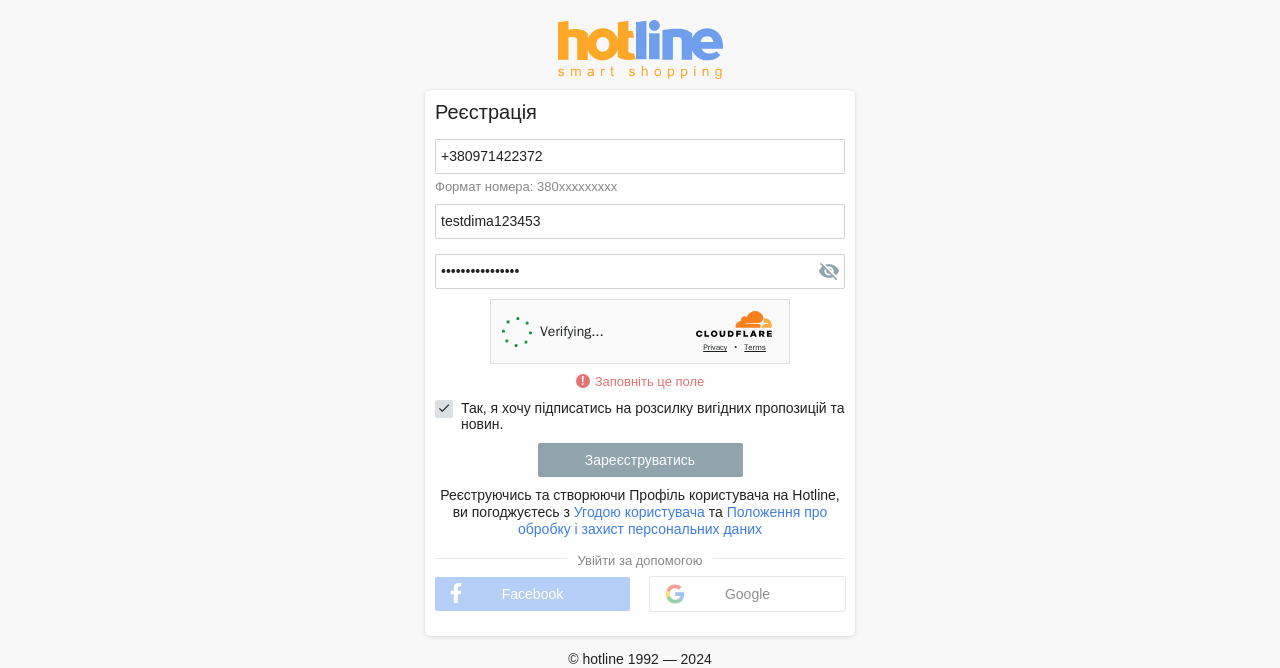 hotline
smart shopping
Реєстрація
+380971422372
Формат номера: 380xxxxxxxxx
testdima123453
••••••••••••••••
Verifying...
CLOUDFLARE
Privacy • Terms
Заповніть це поле
Так, я хочу підписатись на розсилку вигідних пропозицій та
новин.
Зареєструватись
Реєструючись та створюючи Профіль користувача на Hotline,
ви погоджуєтесь з Угодою користувача та Положення про
обробку і захист персональних даних
Увійти за допомогою
Facebook
Google
© hotline 1992 — 2024